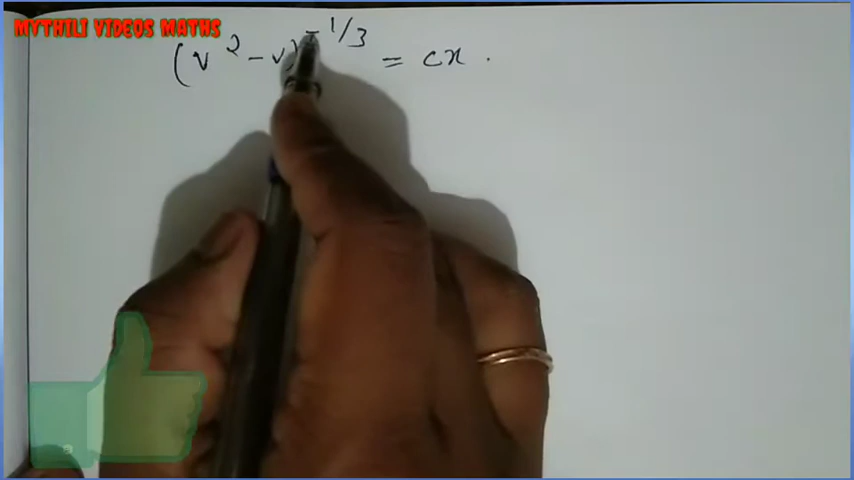 MYTHILI VIDEOS MATHS
(v² - v)^{-1/3} = cx.